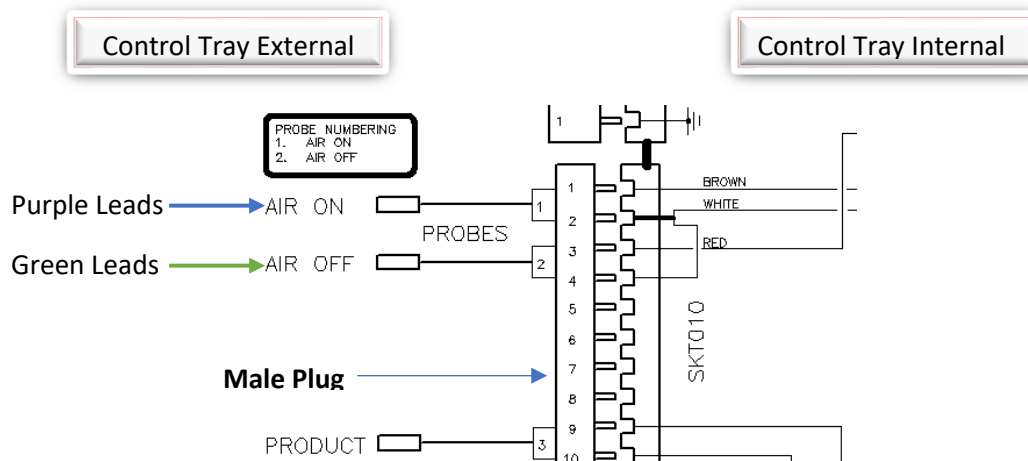 Control Tray External
Control Tray Internal
PROBE NUMBERING
1. AIR ON
2. AIR OFF
1
Purple Leads
AIR ON
PROBES
1
1
2
BROWN
WHITE
Green Leads
AIR OFF
2
3
4
RED
5
6
7
8
SKT010
Male Plug
9
PRODUCT
3
10